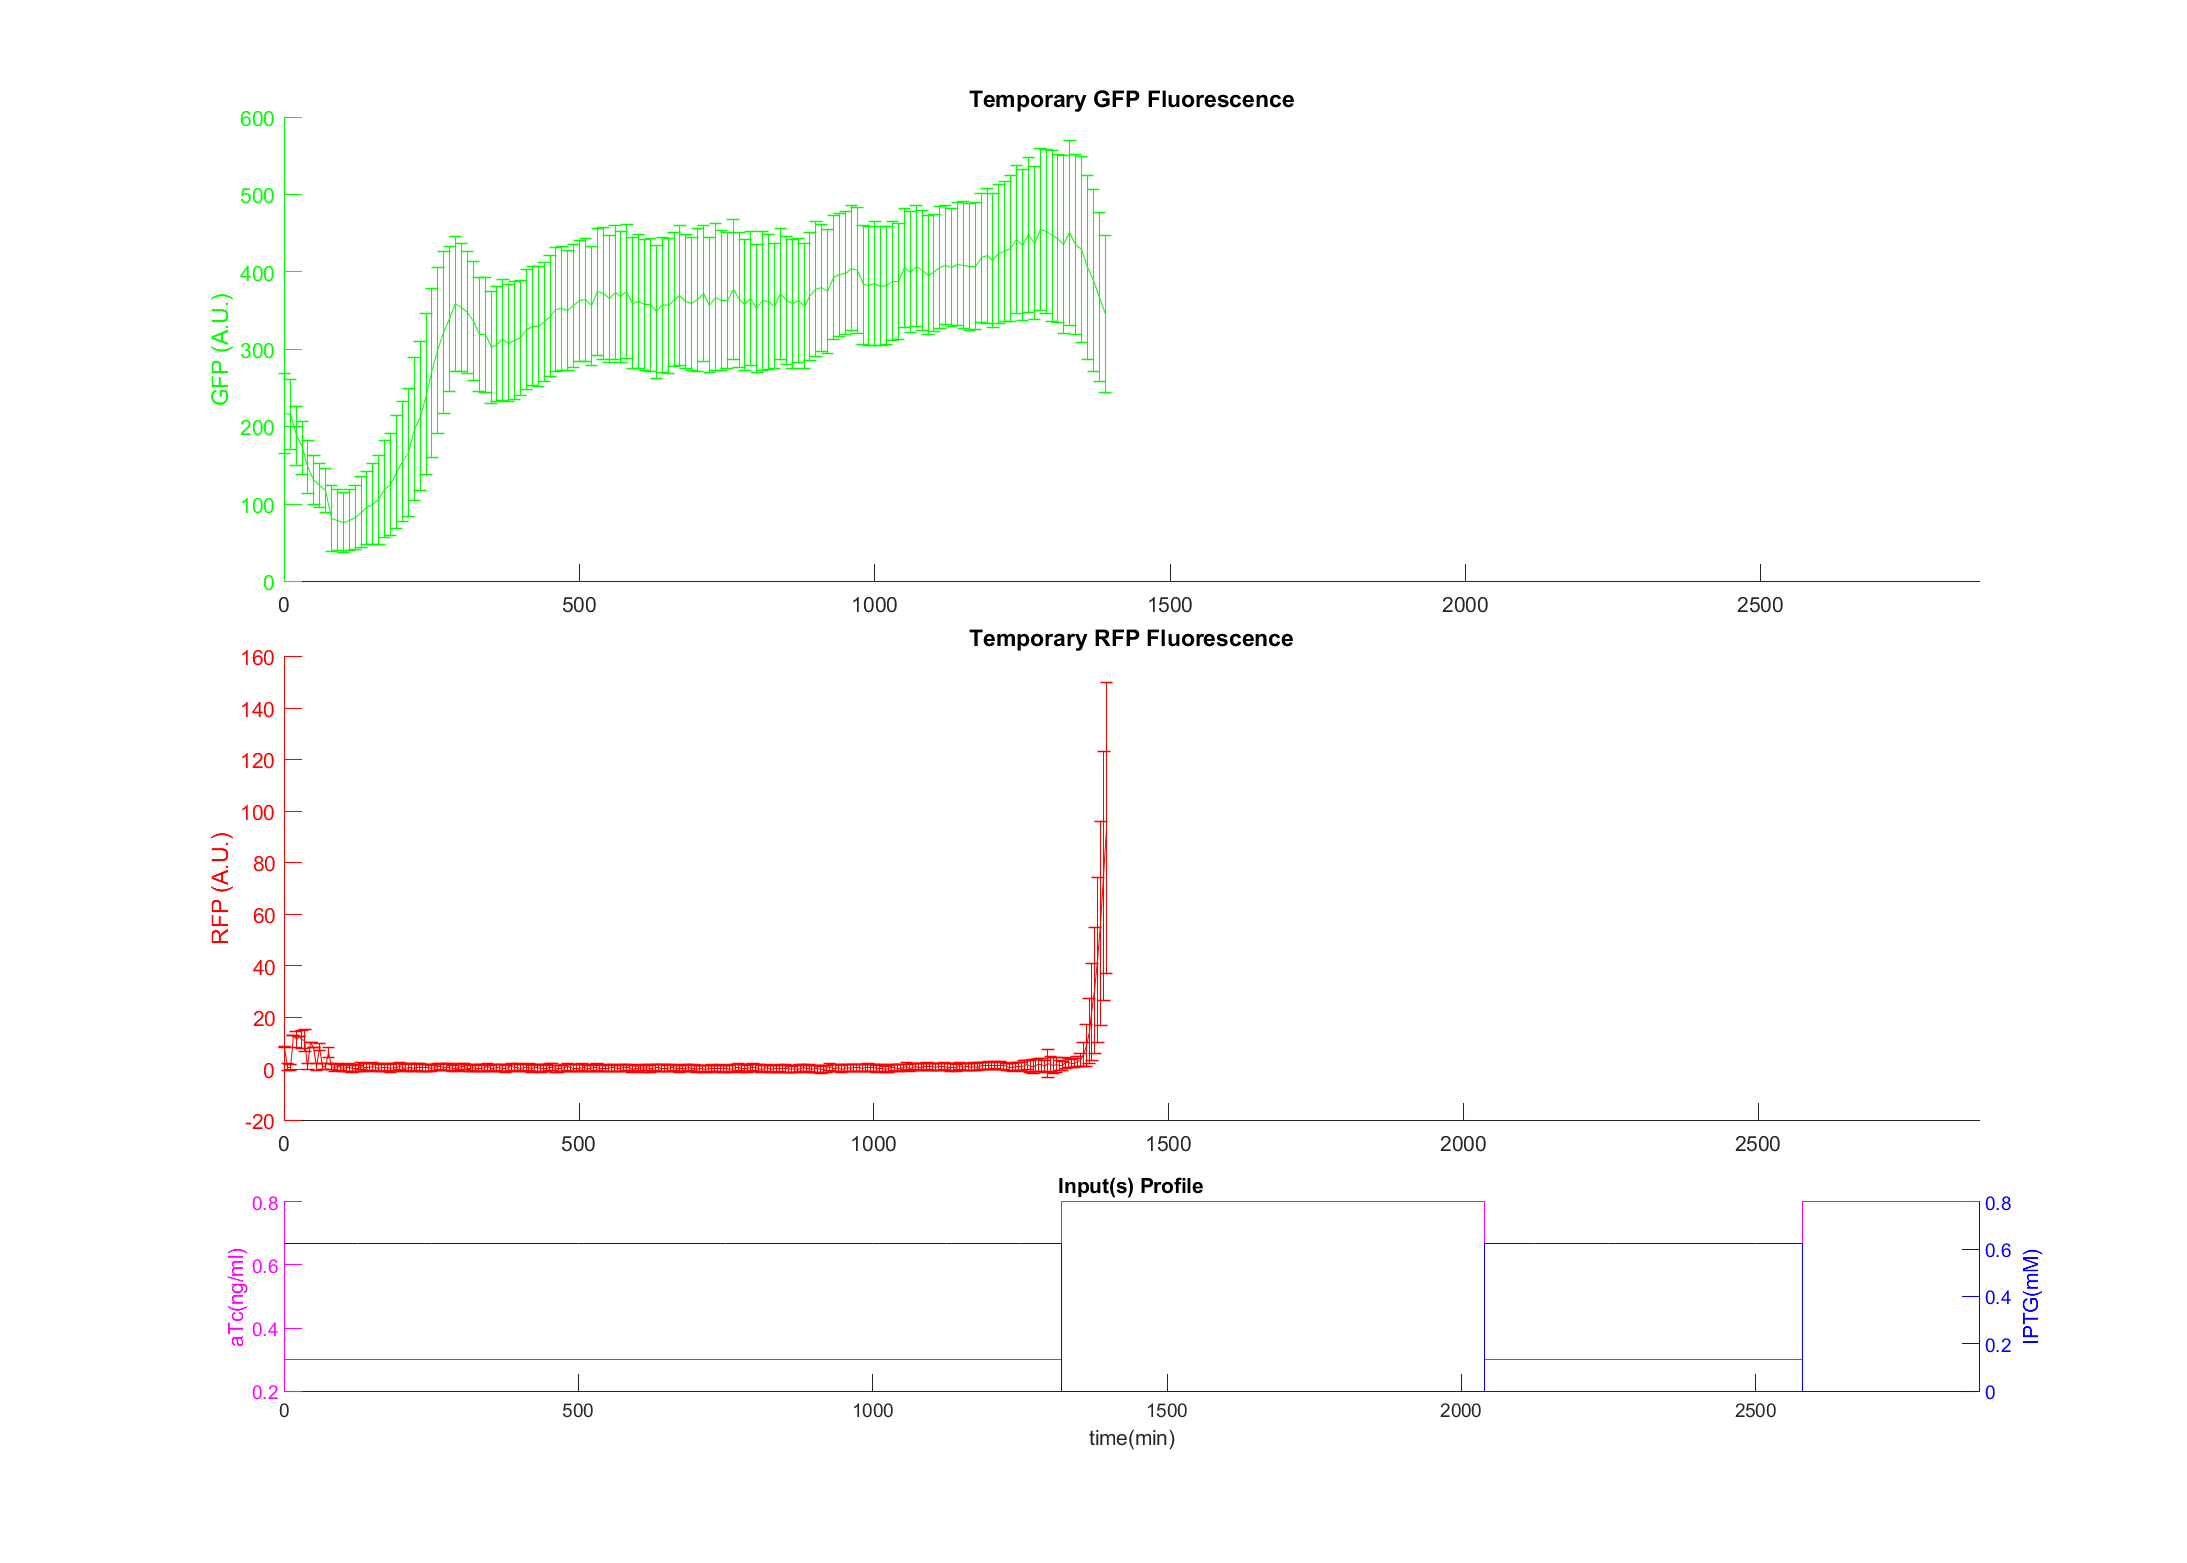 Temporary GFP Fluorescence
600
500
400
300
200
100
0
GFP (A.U.)
0 500 1000 1500 2000 2500
Temporary RFP Fluorescence
160
140
120
100
80
60
40
20
0
-20
RFP (A.U.)
0 500 1000 1500 2000 2500
Input(s) Profile
0.8
0.6
0.4
0.2
aTc(ng/ml)
0.8
0.6
0.4
0.2
0
IPTG(mM)
0 500 1000 1500 2000 2500
time(min)